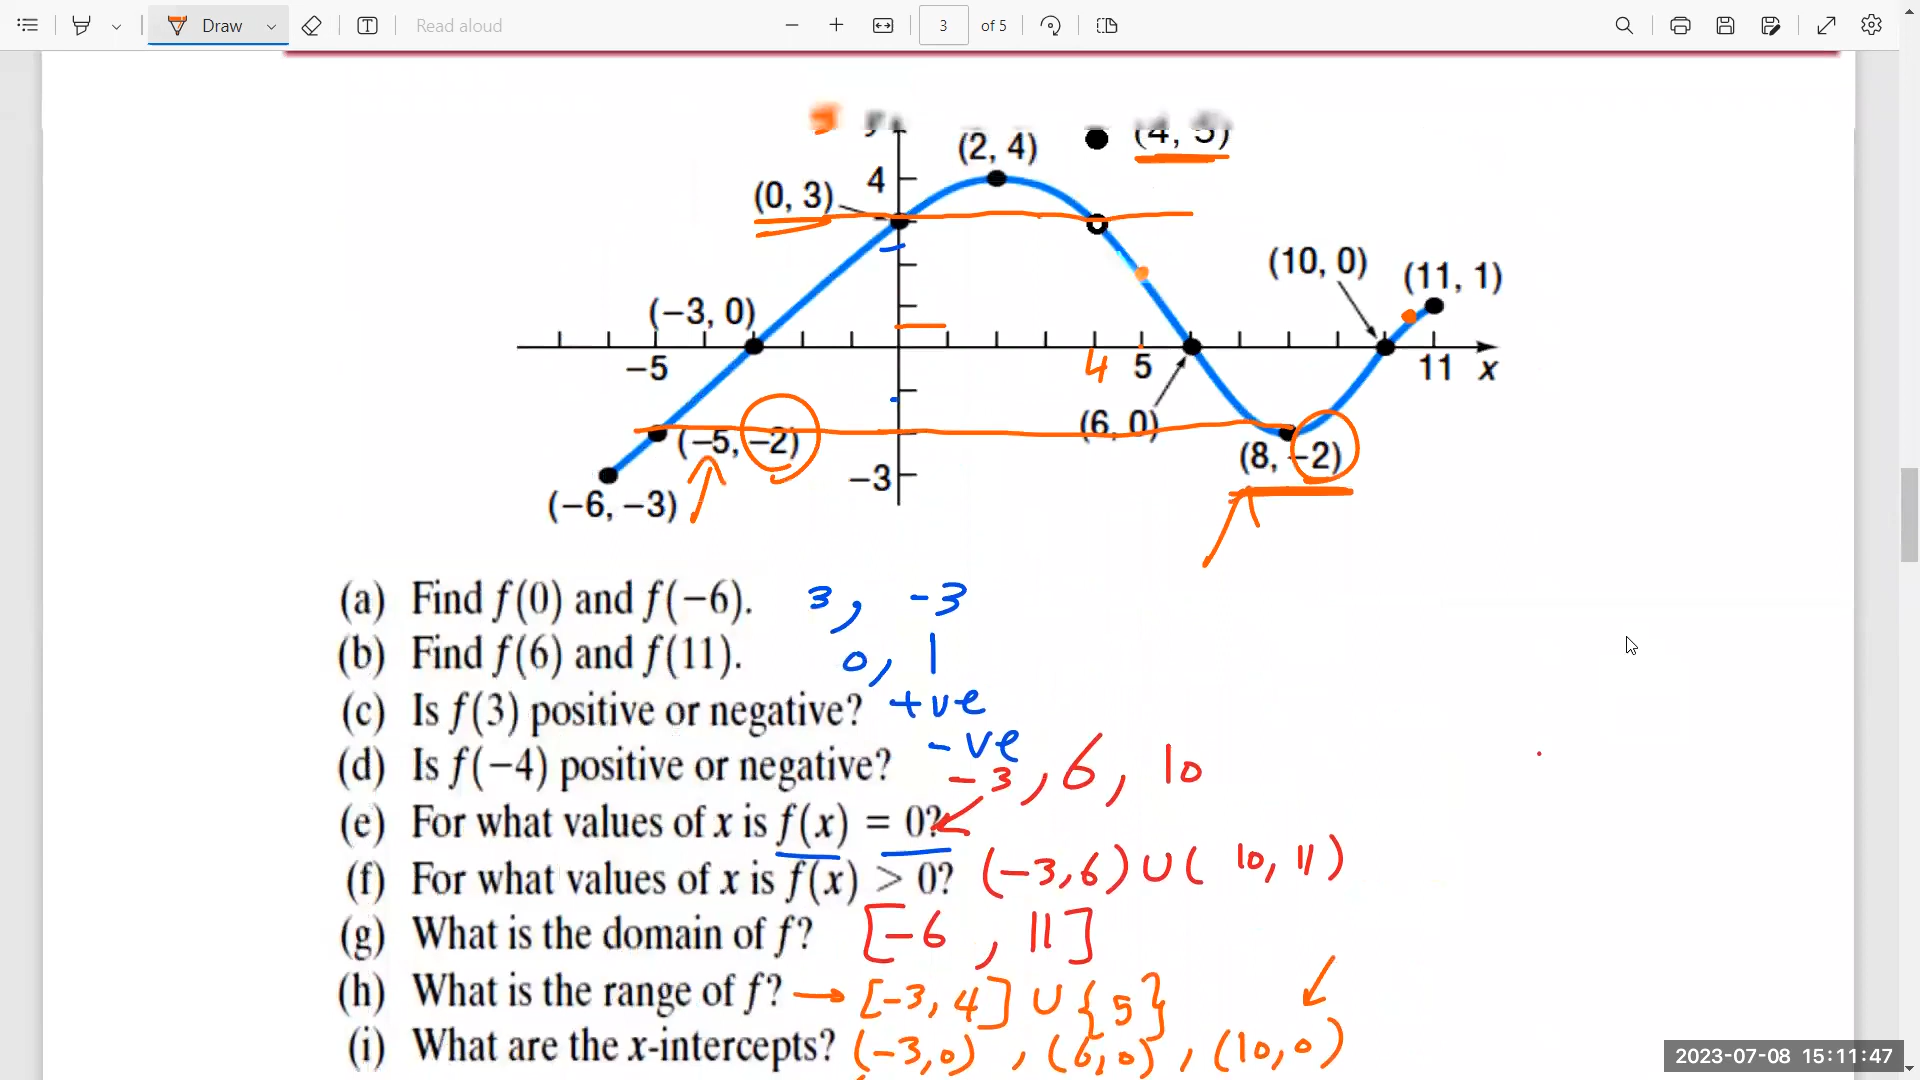 Draw
Read aloud
3 of 5
(4, 5)
(2, 4)
y
4
(0, 3)
(10, 0)
(11, 1)
(−3, 0)
−5
4
5
11 x
(6, 0)
(−5, −2)
(8, −2)
−3
(−6, −3)
(a) Find f(0) and f(−6). 3, -3
(b) Find f(6) and f(11). 0, 1
(c) Is f(3) positive or negative? +ve
(d) Is f(−4) positive or negative? -ve
(e) For what values of x is f(x) = 0? -3, 6, 10
(f) For what values of x is f(x) > 0? (-3,6) U (10, 11)
(g) What is the domain of f? [-6, 11]
(h) What is the range of f? → [-3, 4] U {5}
(i) What are the x-intercepts? (-3,0), (6,0), (10,0)
2023-07-08 15:11:47